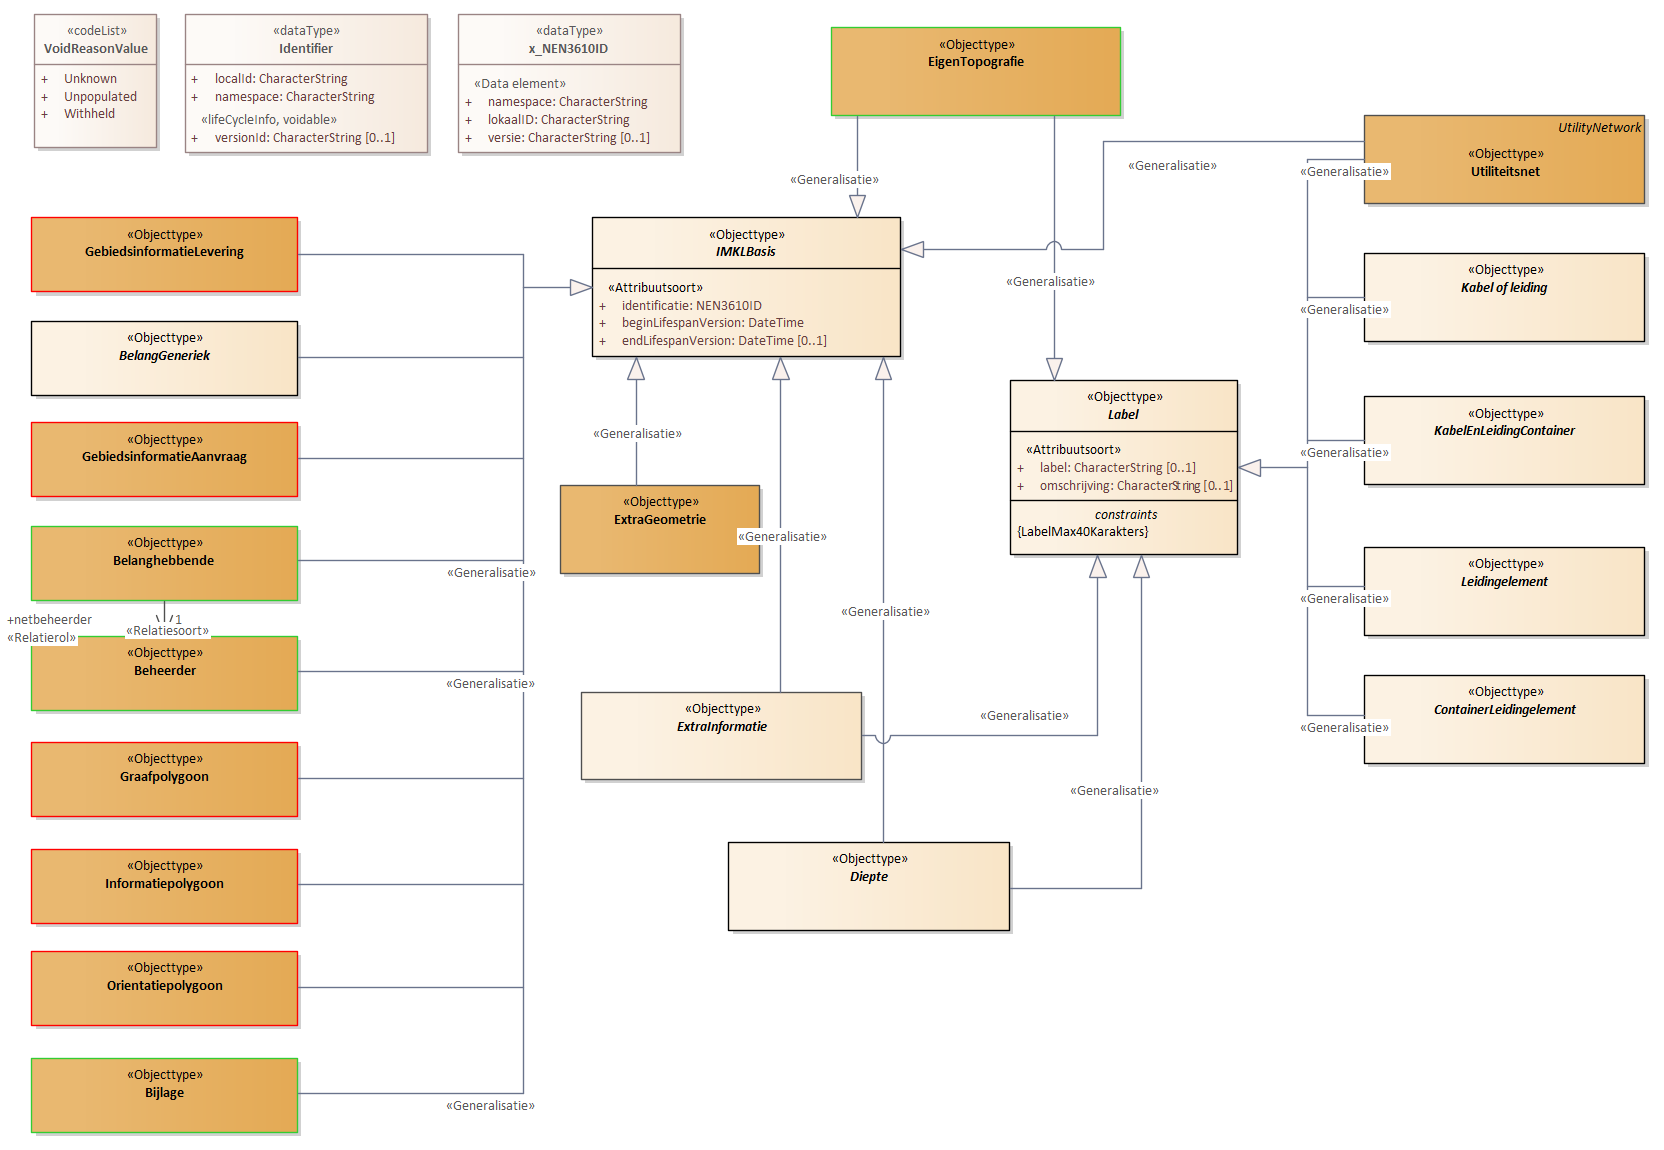 «codeList»
VoidReasonValue
+ Unknown
+ Unpopulated
+ Withheld
«dataType»
Identifier
+ localId: CharacterString
+ namespace: CharacterString
«lifeCycleInfo, voidable»
+ versionId: CharacterString [0..1]
«dataType»
x_NEN3610ID
«Data element»
+ namespace: CharacterString
+ lokaalID: CharacterString
+ versie: CharacterString [0..1]
«Objecttype»
EigenTopografie
«Generalisatie»
«Generalisatie»
«Generalisatie»
UtilityNetwork
«Objecttype»
Utiliteitsnet
«Generalisatie»
«Objecttype»
GebiedsinformatieLevering
«Objecttype»
BelangGeneriek
«Objecttype»
GebiedsinformatieAanvraag
«Objecttype»
Belanghebbende
«Generalisatie»
+netbeheerder
1
«Relatierol»
«Relatiesoort»
«Objecttype»
Beheerder
«Generalisatie»
«Objecttype»
Graafpolygoon
«Objecttype»
Informatiepolygoon
«Objecttype»
Orientatiepolygoon
«Objecttype»
Bijlage
«Generalisatie»
«Objecttype»
IMKLBasis
«Attribuutsoort»
+ identificatie: NEN3610ID
+ beginLifespanVersion: DateTime
+ endLifespanVersion: DateTime [0..1]
«Generalisatie»
«Objecttype»
ExtraGeometrie
«Generalisatie»
«Generalisatie»
«Objecttype»
ExtraInformatie
«Generalisatie»
«Generalisatie»
«Objecttype»
Diepte
«Objecttype»
Label
«Attribuutsoort»
+ label: CharacterString [0..1]
+ omschrijving: CharacterString [0..1]
constraints
{LabelMax40Karakters}
«Objecttype»
Kabel of leiding
«Generalisatie»
«Objecttype»
KabelEnLeidingContainer
«Generalisatie»
«Objecttype»
Leidingelement
«Generalisatie»
«Objecttype»
ContainerLeidingelement
«Generalisatie»